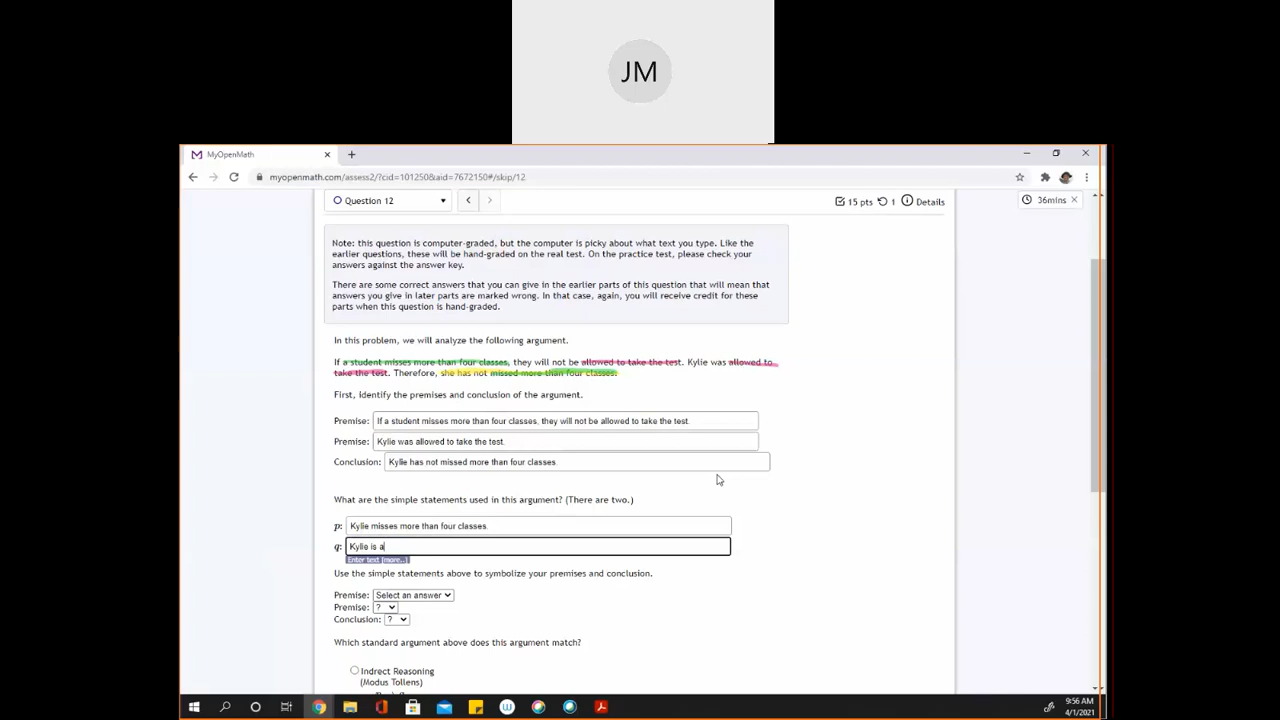 JM
MyOpenMath
myopenmath.com/assess2/?cid=101250&aid=7672150#/skip/12
Question 12
15 pts 1 Details
36mins
Note: this question is computer-graded, but the computer is picky about what text you type. Like the
earlier questions, these will be hand-graded on the real test. On the practice test, please check your
answers against the answer key.
There are some correct answers that you can give in the earlier parts of this question that will mean that
answers you give in later parts are marked wrong. In that case, again, you will receive credit for these
parts when this question is hand-graded.
In this problem, we will analyze the following argument.
If a student misses more than four classes, they will not be allowed to take the test. Kylie was allowed to
take the test. Therefore, she has not missed more than four classes.
First, identify the premises and conclusion of the argument.
Premise: If a student misses more than four classes, they will not be allowed to take the test.
Premise: Kylie was allowed to take the test.
Conclusion: Kylie has not missed more than four classes.
What are the simple statements used in this argument? (There are two.)
p: Kylie misses more than four classes.
q: Kylie is a
Enter text [more...]
Use the simple statements above to symbolize your premises and conclusion.
Premise: Select an answer
Premise: ?
Conclusion: ?
Which standard argument above does this argument match?
Indrect Reasoning
(Modus Tollens)
9:56 AM
4/1/2021